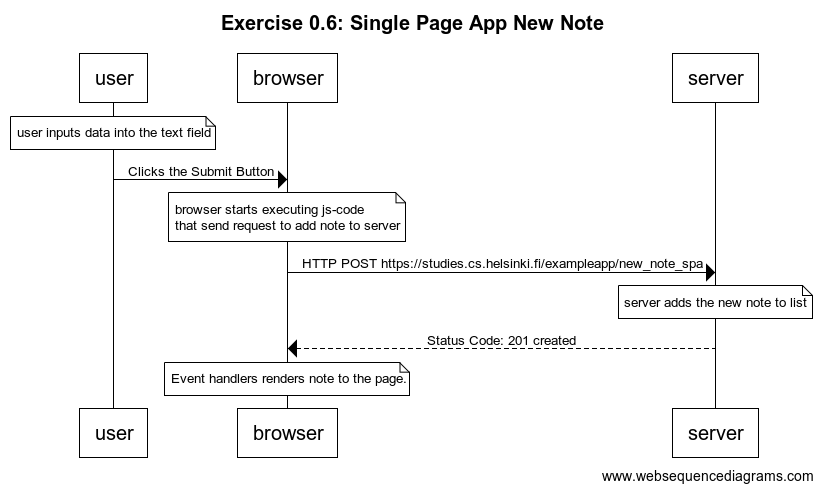 Exercise 0.6: Single Page App New Note
user
browser
server
user inputs data into the text field
Clicks the Submit Button
browser starts executing js-code
that send request to add note to server
HTTP POST https://studies.cs.helsinki.fi/exampleapp/new_note_spa
server adds the new note to list
Status Code: 201 created
Event handlers renders note to the page.
user
browser
server
www.websequencediagrams.com